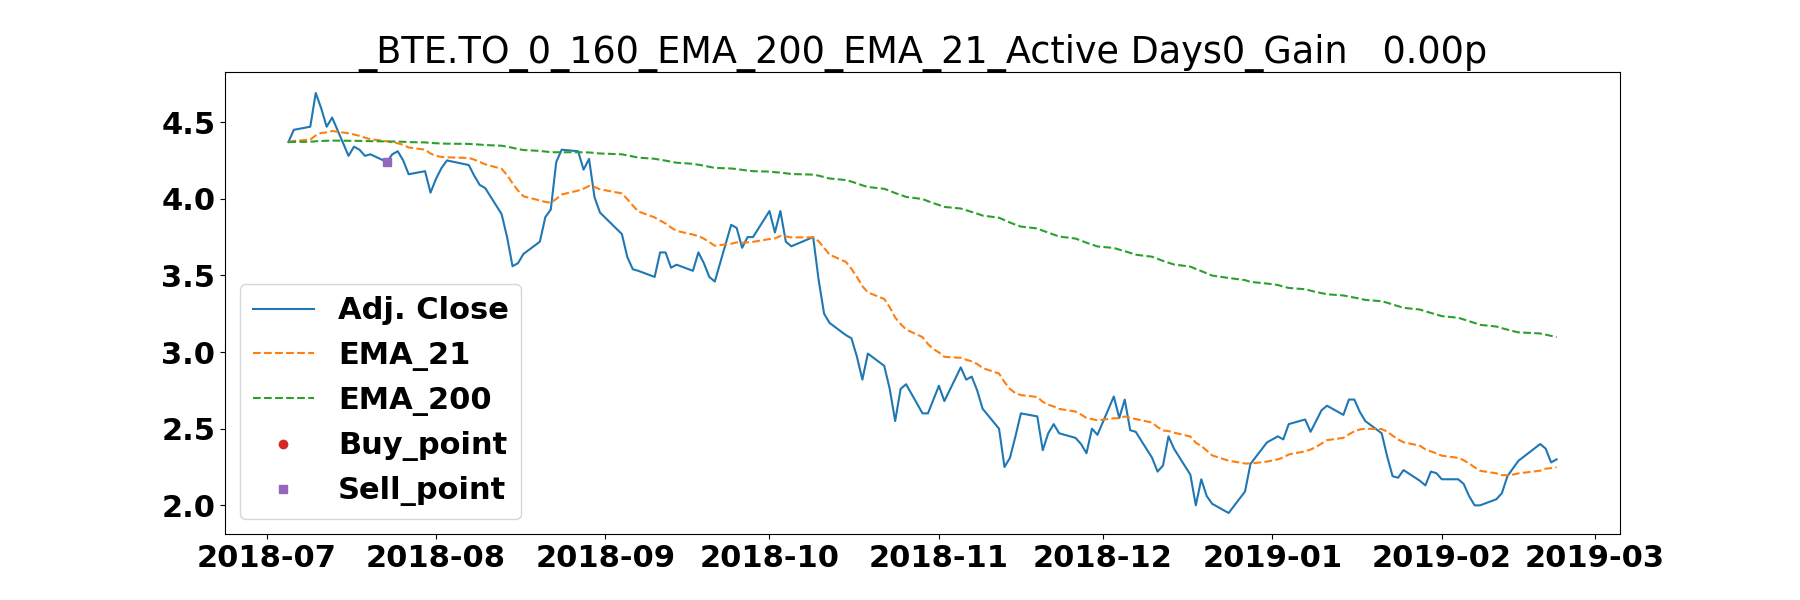 _BTE.TO_0_160_EMA_200_EMA_21_Active Days0_Gain   0.00p
4.5
4.0
3.5
3.0
2.5
2.0
Adj. Close
EMA_21
EMA_200
Buy_point
Sell_point
2018-07 2018-08 2018-09 2018-10 2018-11 2018-12 2019-01 2019-02 2019-03